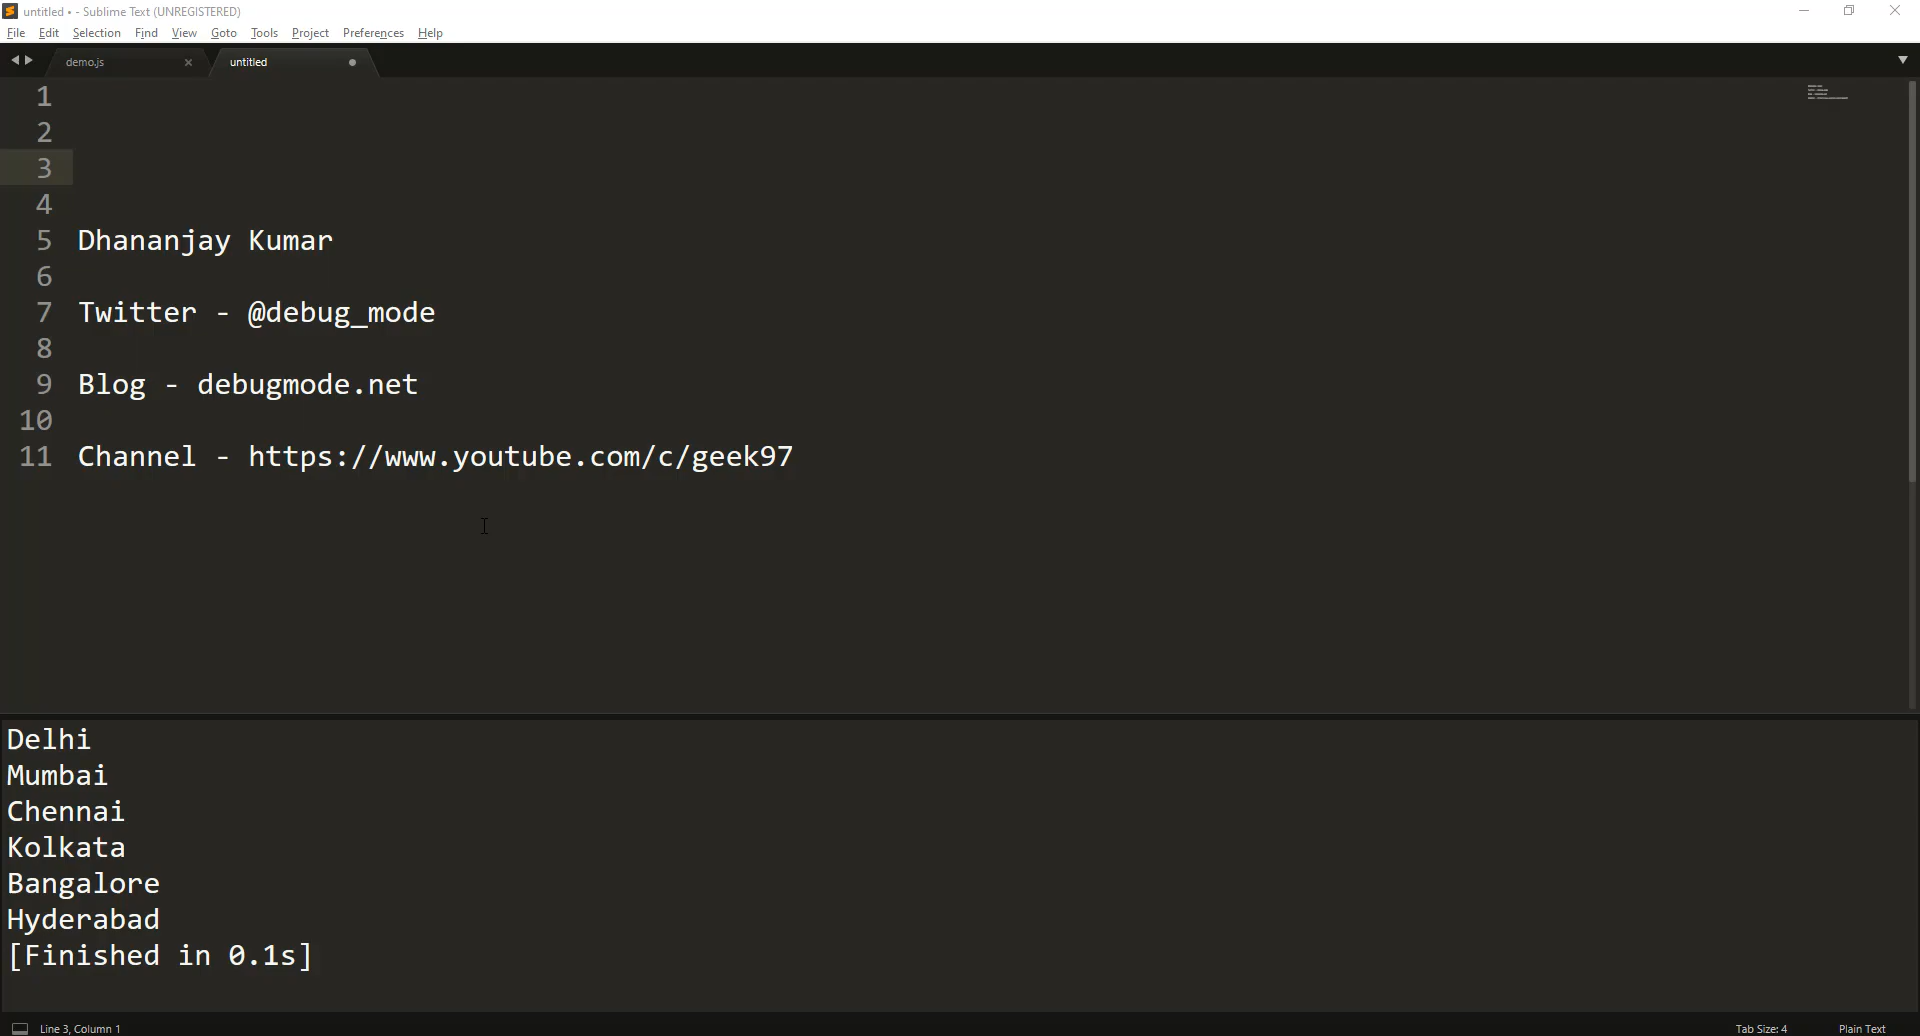 untitled • - Sublime Text (UNREGISTERED)
File Edit Selection Find View Goto Tools Project Preferences Help
demo.js untitled
1
2
3
4
5 Dhananjay Kumar
6
7 Twitter - @debug_mode
8
9 Blog - debugmode.net
10
11 Channel - https://www.youtube.com/c/geek97
Delhi
Mumbai
Chennai
Kolkata
Bangalore
Hyderabad
[Finished in 0.1s]
Line 3, Column 1 Tab Size: 4 Plain Text